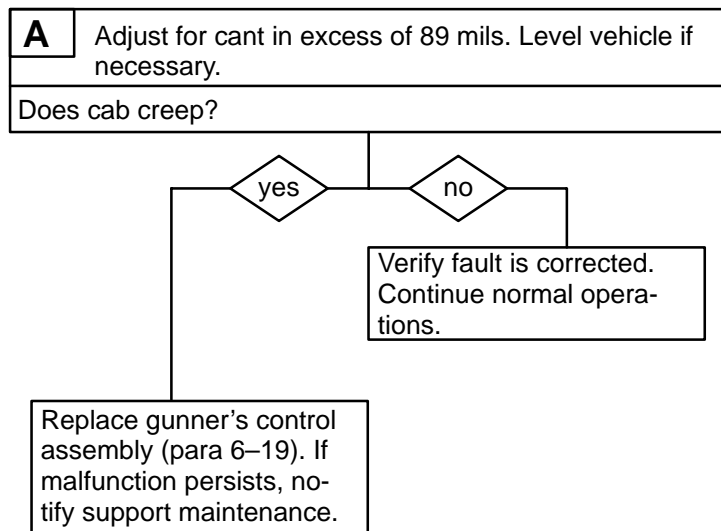 A
Adjust for cant in excess of 89 mils. Level vehicle if
necessary.
Does cab creep?
yes
no
Verify fault is corrected.
Continue normal opera-
tions.
Replace gunner’s control
assembly (para 6–19). If
malfunction persists, no-
tify support maintenance.